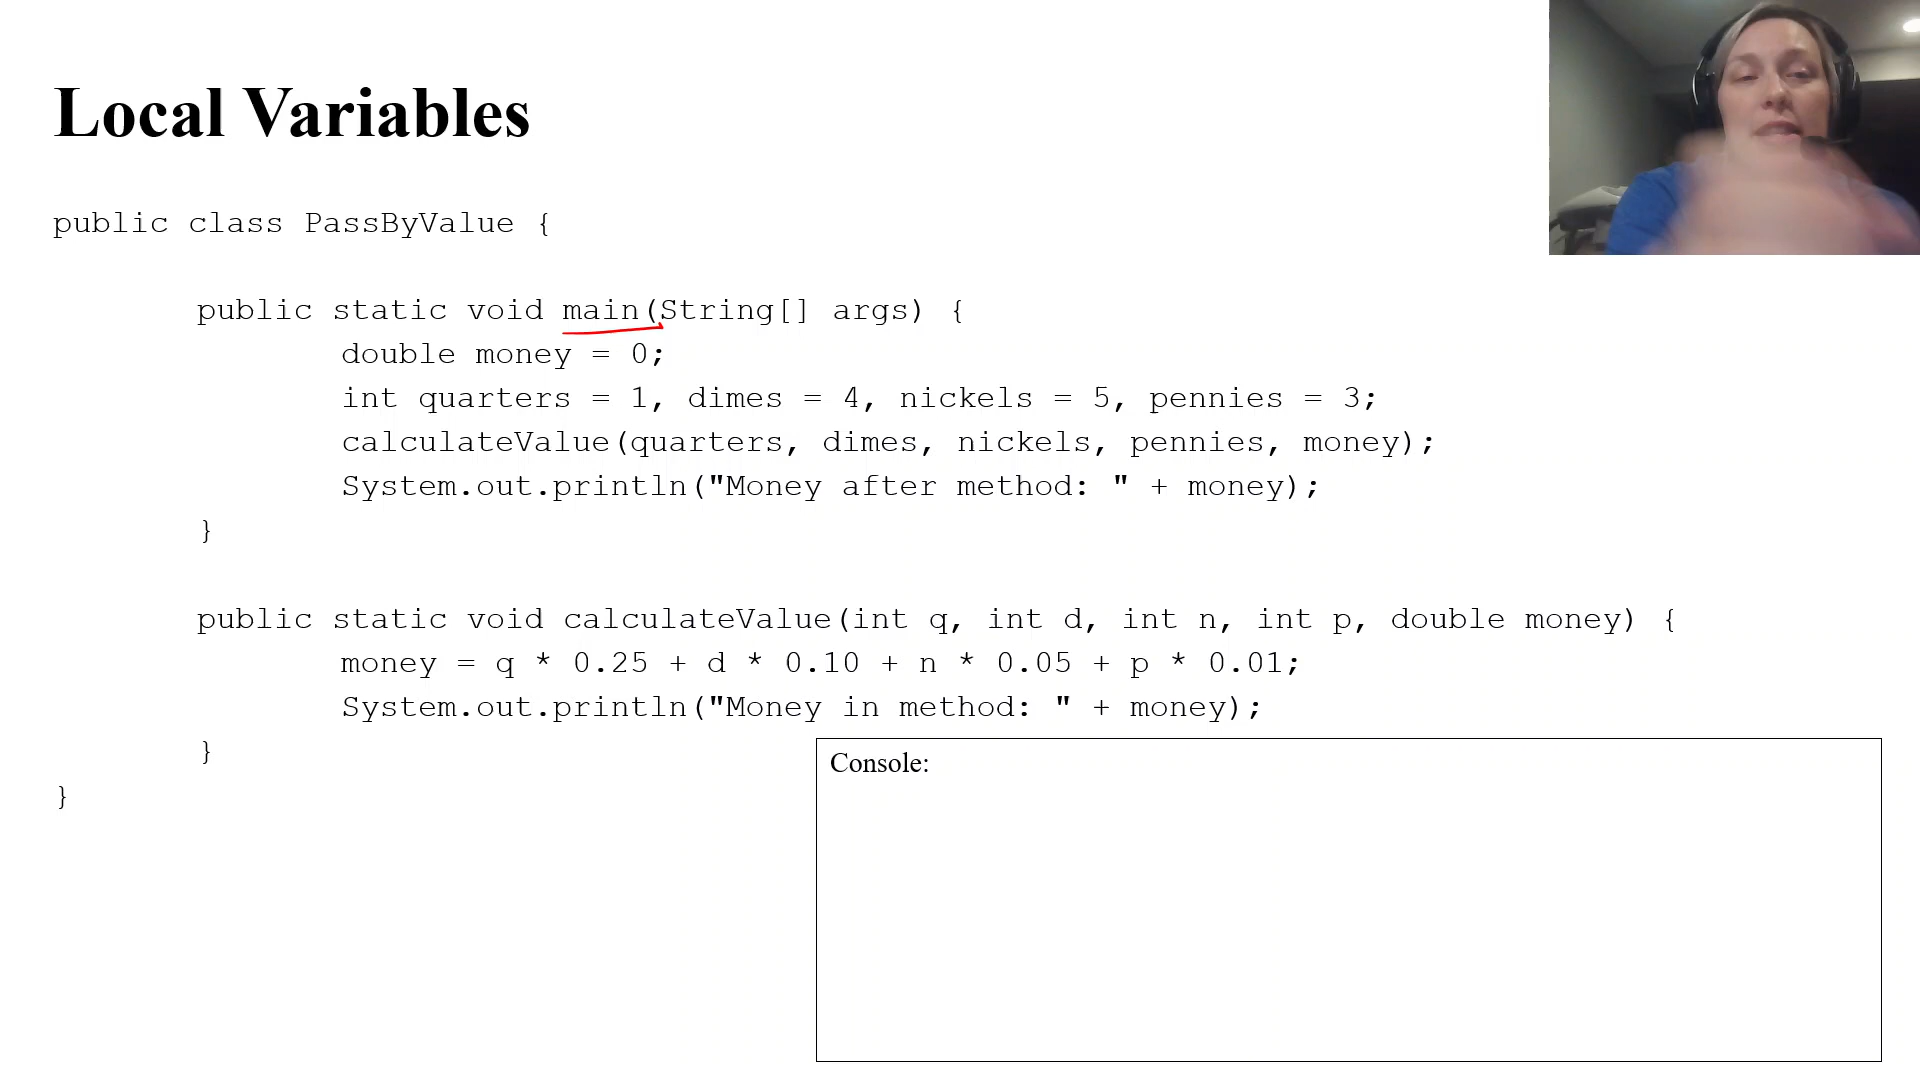 Local Variables
public class PassByValue {
public static void main(String[] args) {
double money = 0;
int quarters = 1, dimes = 4, nickels = 5, pennies = 3;
calculateValue(quarters, dimes, nickels, pennies, money);
System.out.println("Money after method: " + money);
}
public static void calculateValue(int q, int d, int n, int p, double money) {
money = q * 0.25 + d * 0.10 + n * 0.05 + p * 0.01;
System.out.println("Money in method: " + money);
}
}
Console: